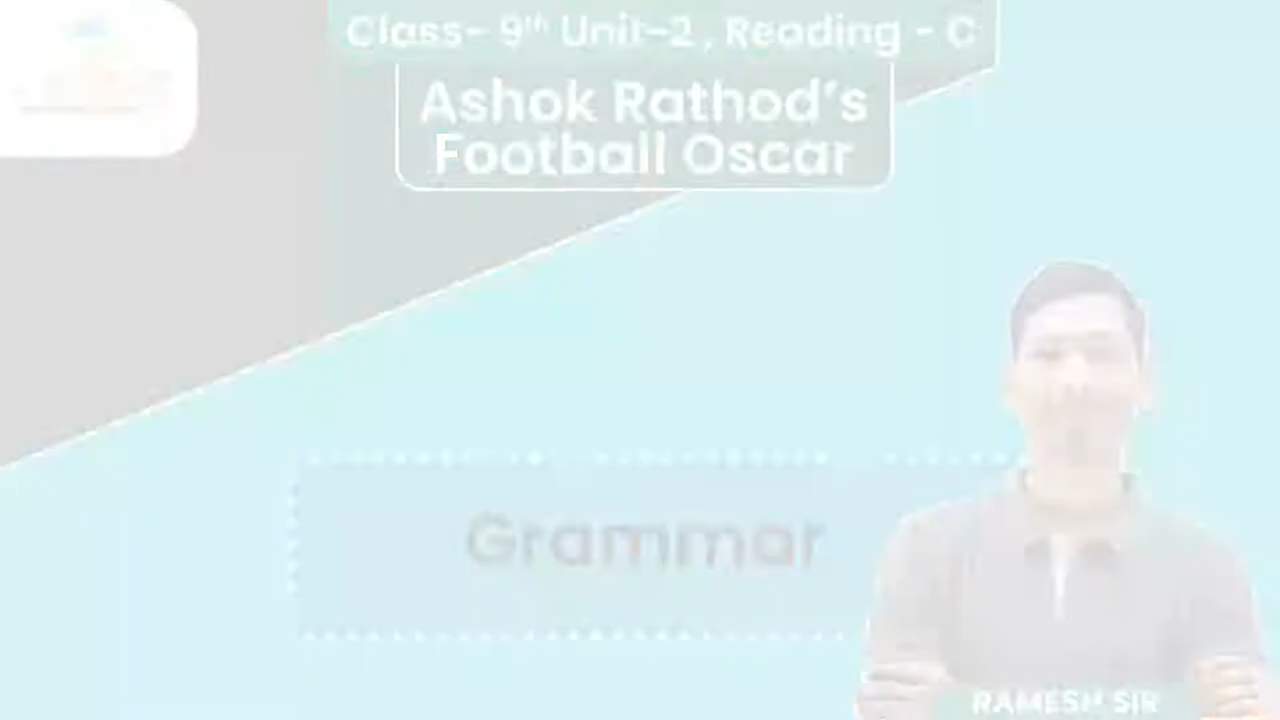 Class- 9th Unit-2 , Reading - C
Ashok Rathod's
Football Oscar
Grammar
RAMESH SIR